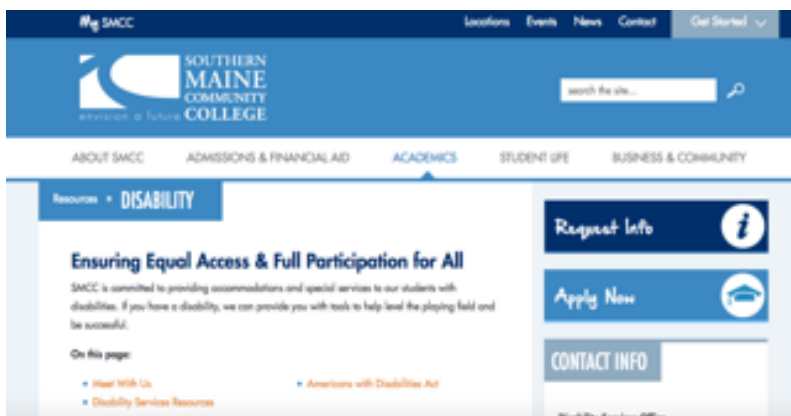 My SMCC
Locations Events News Contact Get Started
SOUTHERN
MAINE
COMMUNITY
COLLEGE
envision a future
search the site...
ABOUT SMCC ADMISSIONS & FINANCIAL AID ACADEMICS STUDENT LIFE BUSINESS & COMMUNITY
Resources DISABILITY
Ensuring Equal Access & Full Participation for All
SMCC is committed to providing accommodations and special services to our students with
disabilities. If you have a disability, we can provide you with tools to help level the playing field and
be successful.
On this page:
Meet With Us
Americans with Disabilities Act
Disability Services Resources
Request Info
Apply Now
CONTACT INFO